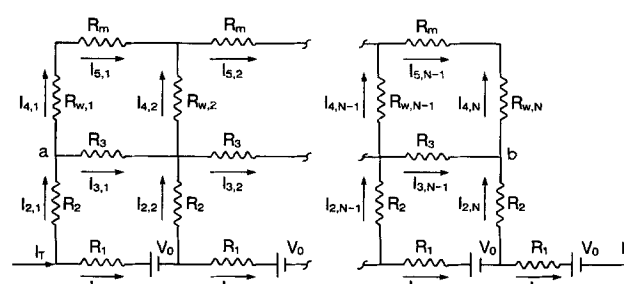 Rm Rm Rm
I5,1 I5,2 I5,N-1
I4,1 Rw,1 I4,2 Rw,2 I4,N-1 Rw,N-1 I4,N Rw,N
a R3 R3 R3 b
I3,1 I3,2 I3,N-1
I2,1 R2 I2,2 R2 I2,N-1 R2 I2,N R2
IT R1 V0 R1 V0 R1 V0 R1 V0